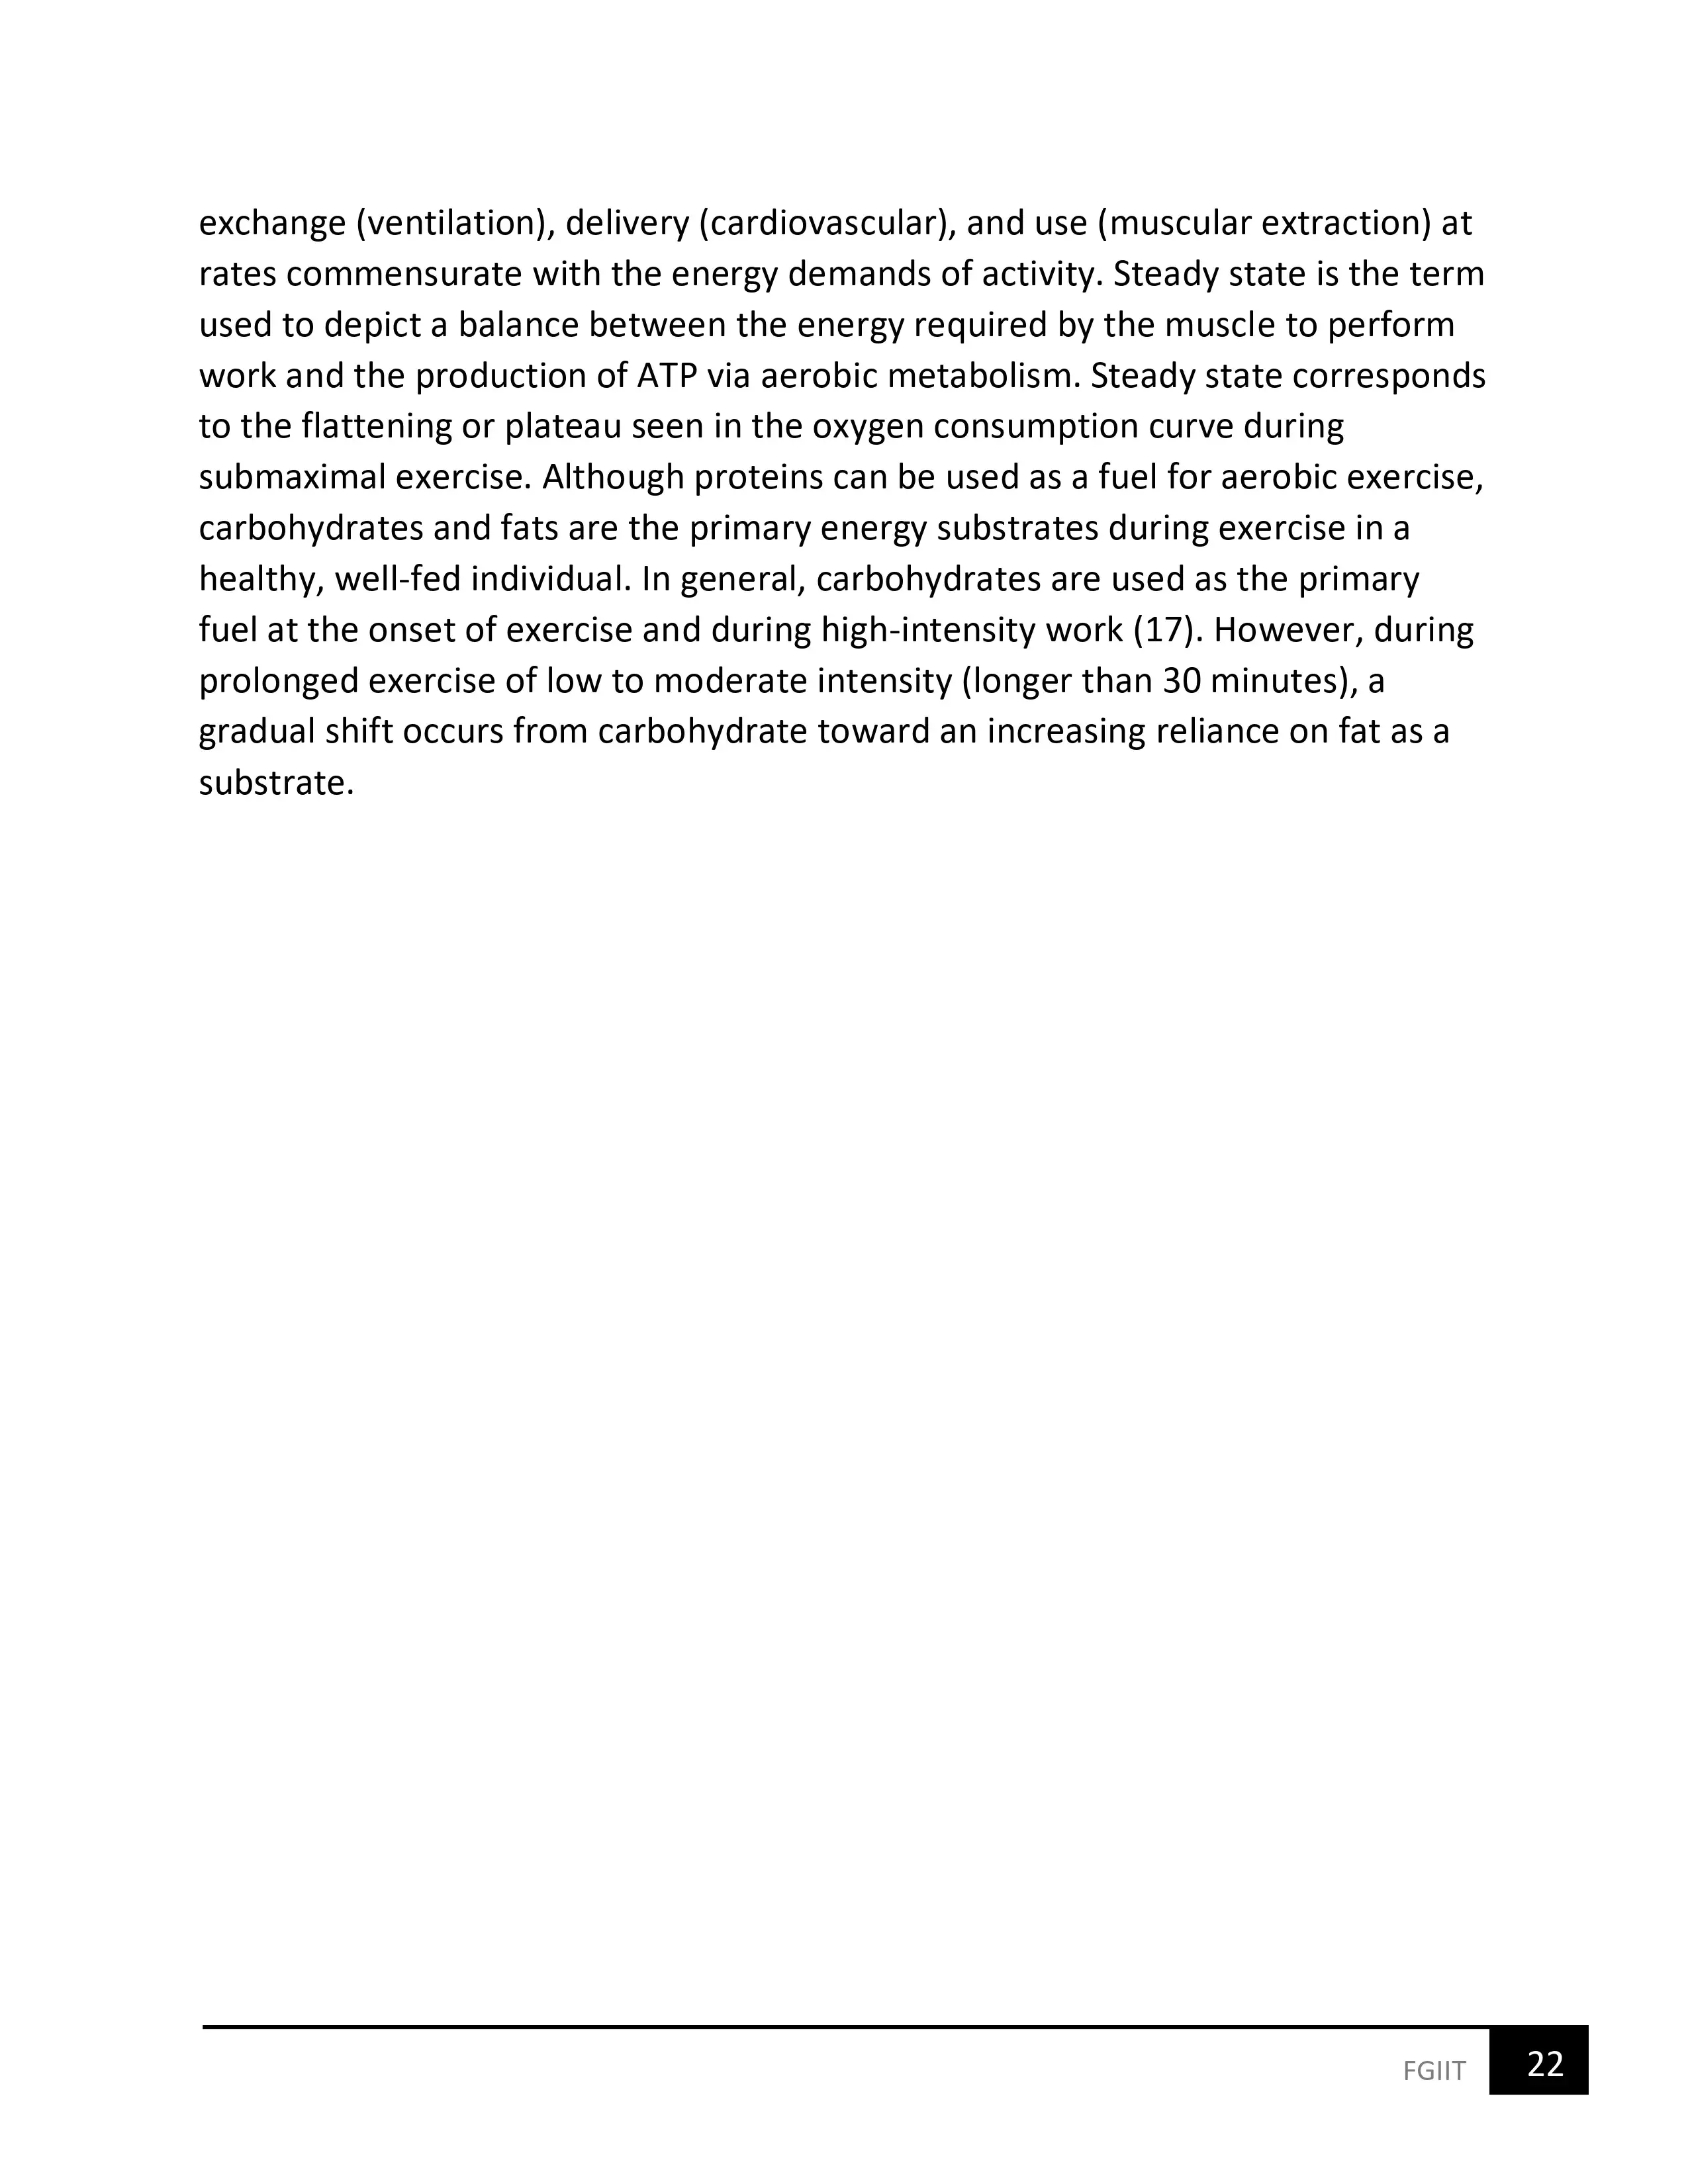 exchange (ventilation), delivery (cardiovascular), and use (muscular extraction) at
rates commensurate with the energy demands of activity. Steady state is the term
used to depict a balance between the energy required by the muscle to perform
work and the production of ATP via aerobic metabolism. Steady state corresponds
to the flattening or plateau seen in the oxygen consumption curve during
submaximal exercise. Although proteins can be used as a fuel for aerobic exercise,
carbohydrates and fats are the primary energy substrates during exercise in a
healthy, well-fed individual. In general, carbohydrates are used as the primary
fuel at the onset of exercise and during high-intensity work (17). However, during
prolonged exercise of low to moderate intensity (longer than 30 minutes), a
gradual shift occurs from carbohydrate toward an increasing reliance on fat as a
substrate.
FGIIT 22